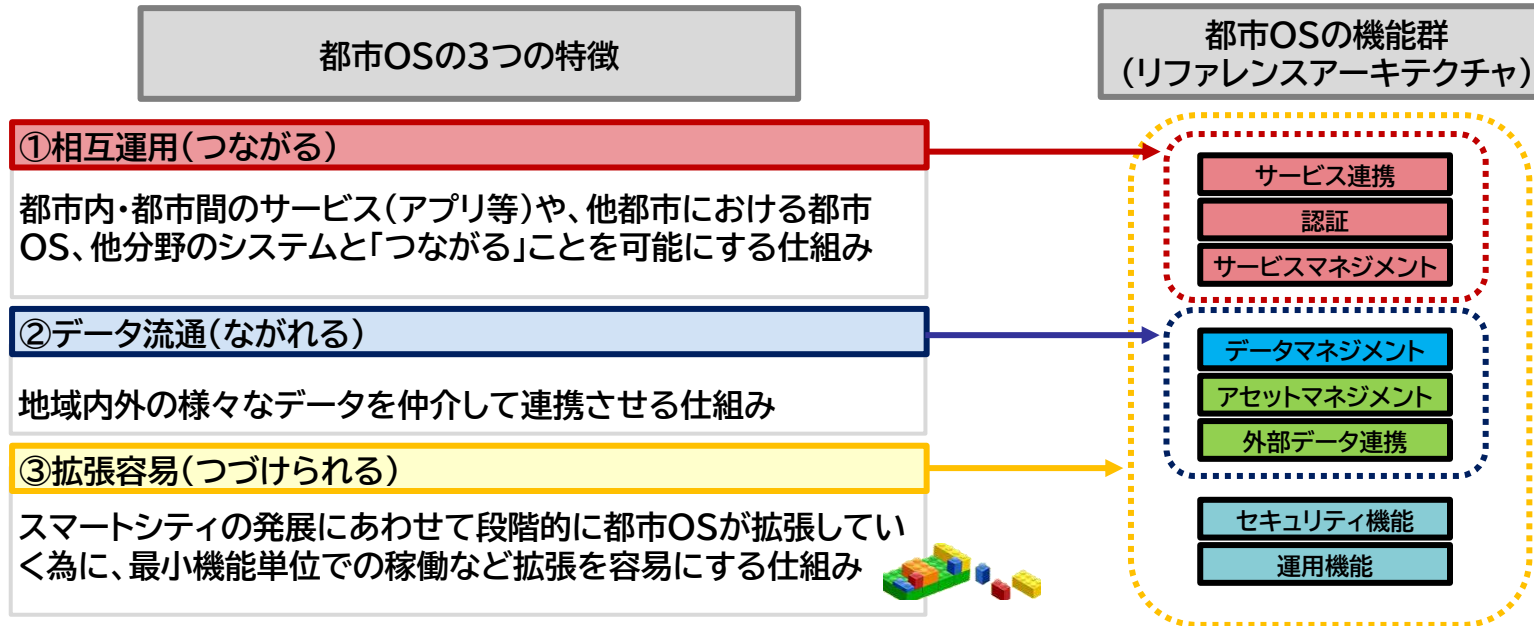 都市OSの3つの特徴
都市OSの機能群
(リファレンスアーキテクチャ)
①相互運用(つながる)
都市内・都市間のサービス(アプリ等)や、他都市における都市
OS、他分野のシステムと「つながる」ことを可能にする仕組み
②データ流通(ながれる)
地域内外の様々なデータを仲介して連携させる仕組み
③拡張容易(つづけられる)
スマートシティの発展にあわせて段階的に都市OSが拡張してい
く為に、最小機能単位での稼働など拡張を容易にする仕組み
サービス連携
認証
サービスマネジメント
データマネジメント
アセットマネジメント
外部データ連携
セキュリティ機能
運用機能